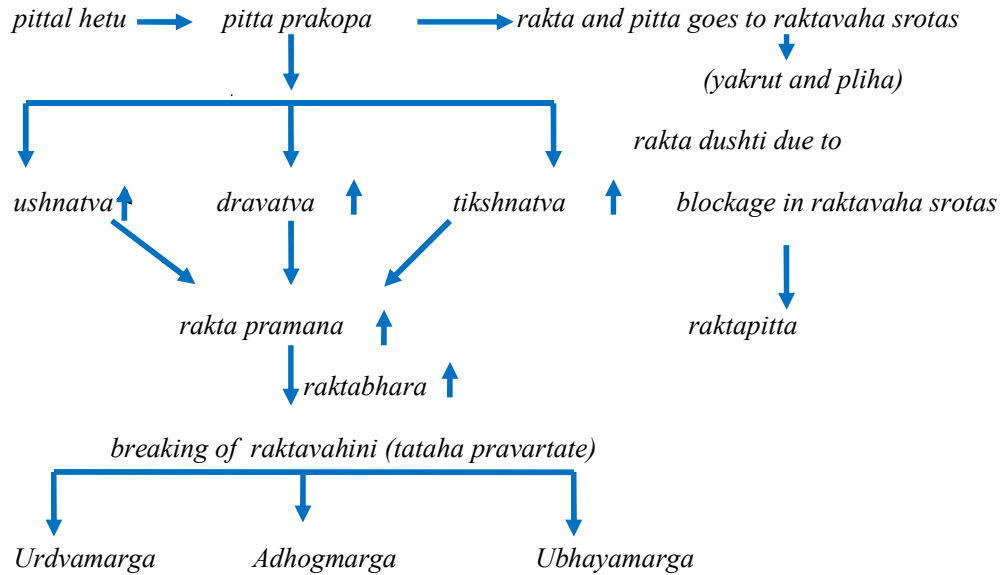 pittal hetu pitta prakopa rakta and pitta goes to raktavaha srotas
(yakrut and pliha)
rakta dushti due to
ushnatva dravatva tikshnatva blockage in raktavaha srotas
rakta pramana raktapitta
raktabhara
breaking of raktavahini (tataha pravartate)
Urdvamarga Adhogmarga Ubhayamarga